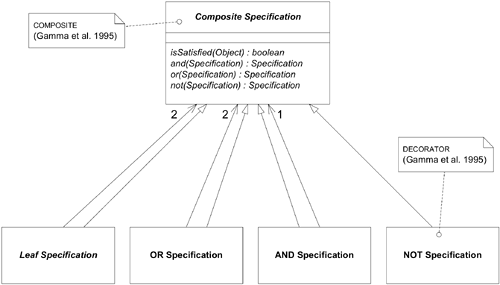 Composite Specification
COMPOSITE
(Gamma et al. 1995)
isSatisfied(Object) : boolean
and(Specification) : Specification
or(Specification) : Specification
not(Specification) : Specification
2
2
1
DECORATOR
(Gamma et al. 1995)
Leaf Specification
OR Specification
AND Specification
NOT Specification